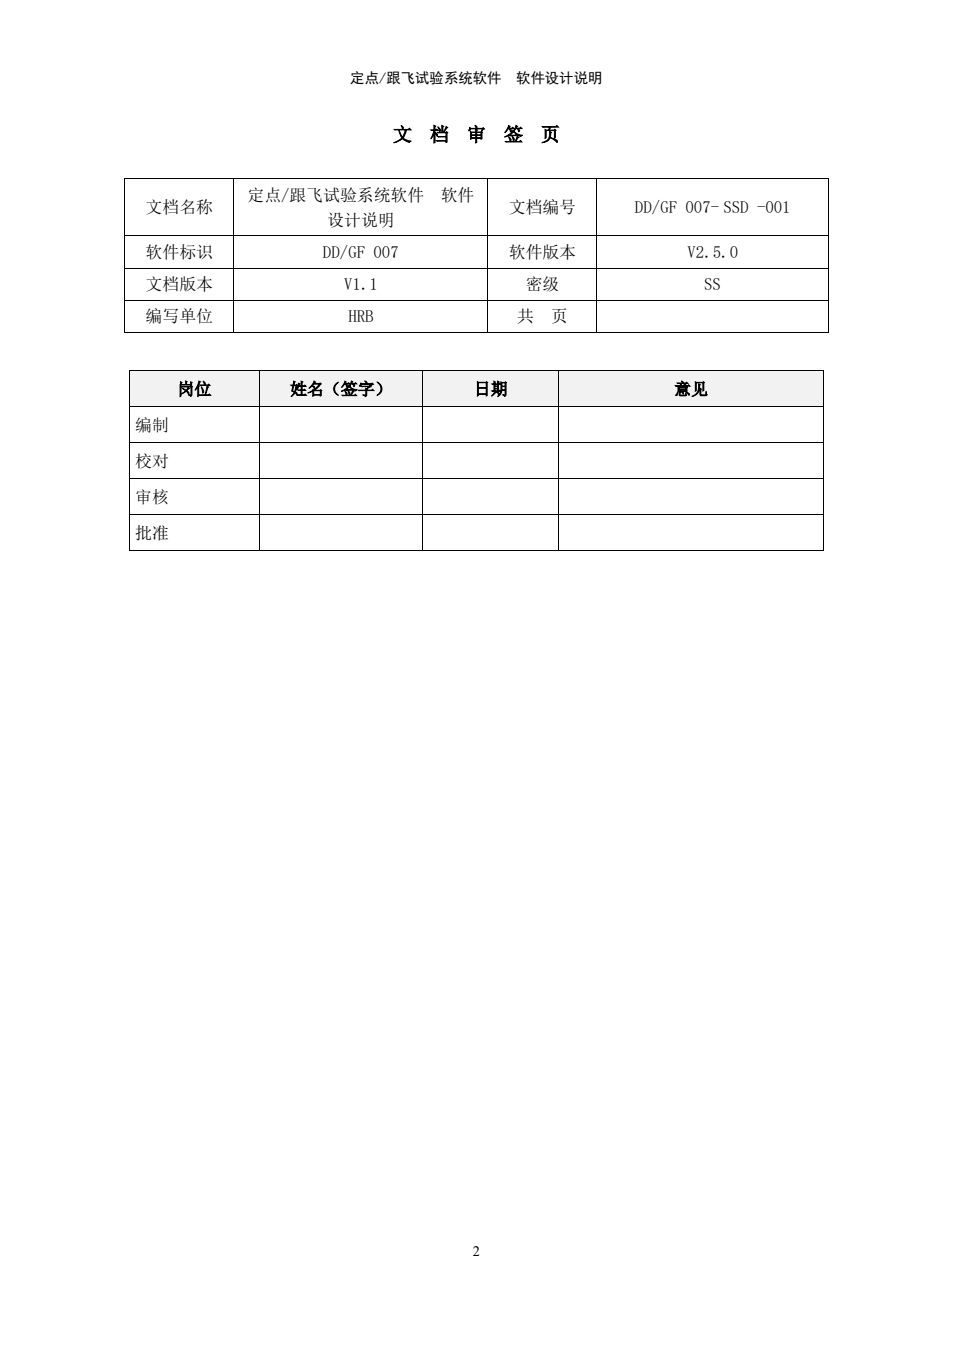 定点/跟飞试验系统软件　软件设计说明
文 档 审 签 页
文档名称 定点/跟飞试验系统软件　软件 文档编号 DD/GF 007- SSD -001
设计说明
软件标识 DD/GF 007 软件版本 V2.5.0
文档版本 V1.1 密级 SS
编写单位 HRB 共　页
岗位 姓名（签字） 日期 意见
编制
校对
审核
批准
2